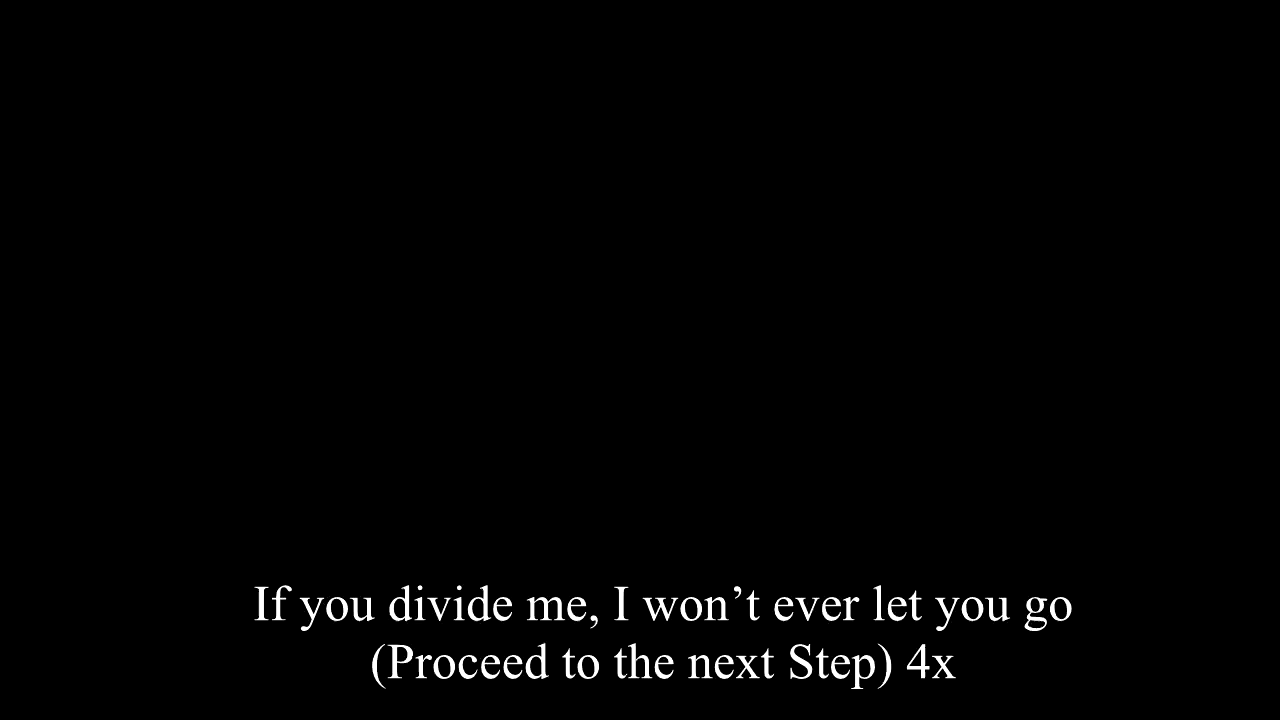 If you divide me, I won’t ever let you go
(Proceed to the next Step) 4x